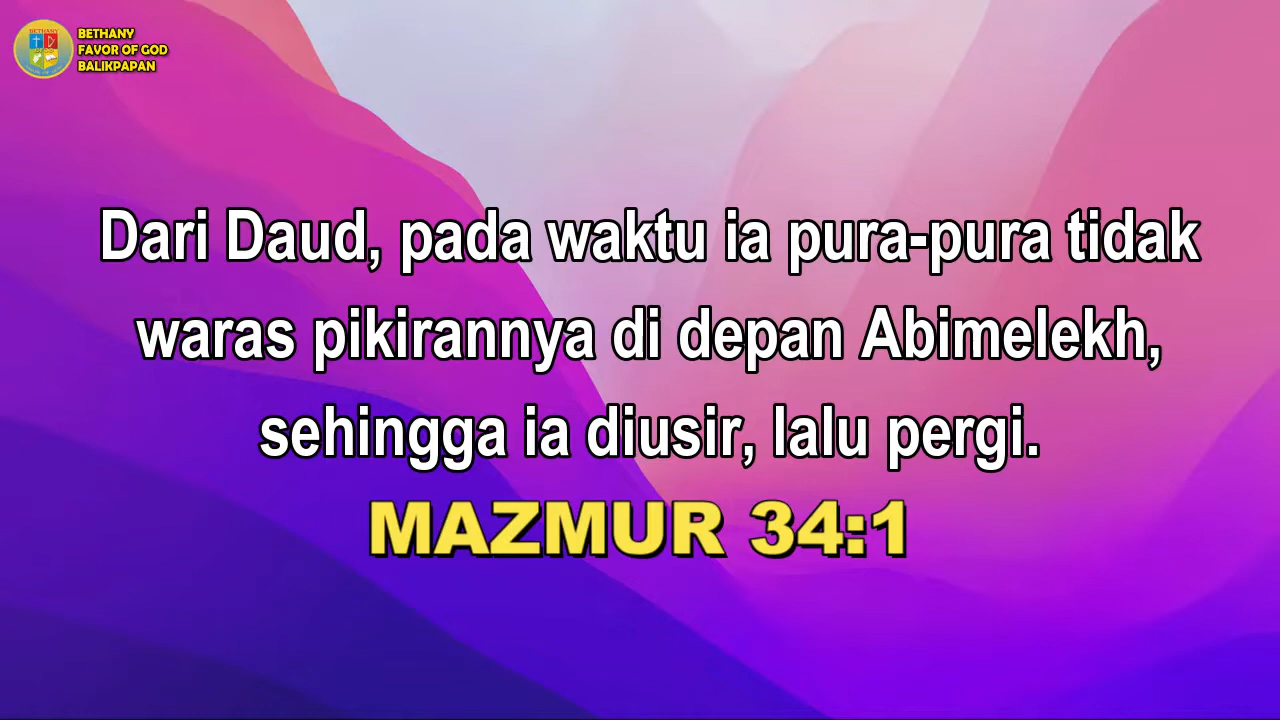 BETHANY
FAVOR OF GOD
BALIKPAPAN
Dari Daud, pada waktu ia pura-pura tidak
waras pikirannya di depan Abimelekh,
sehingga ia diusir, lalu pergi.
MAZMUR 34:1